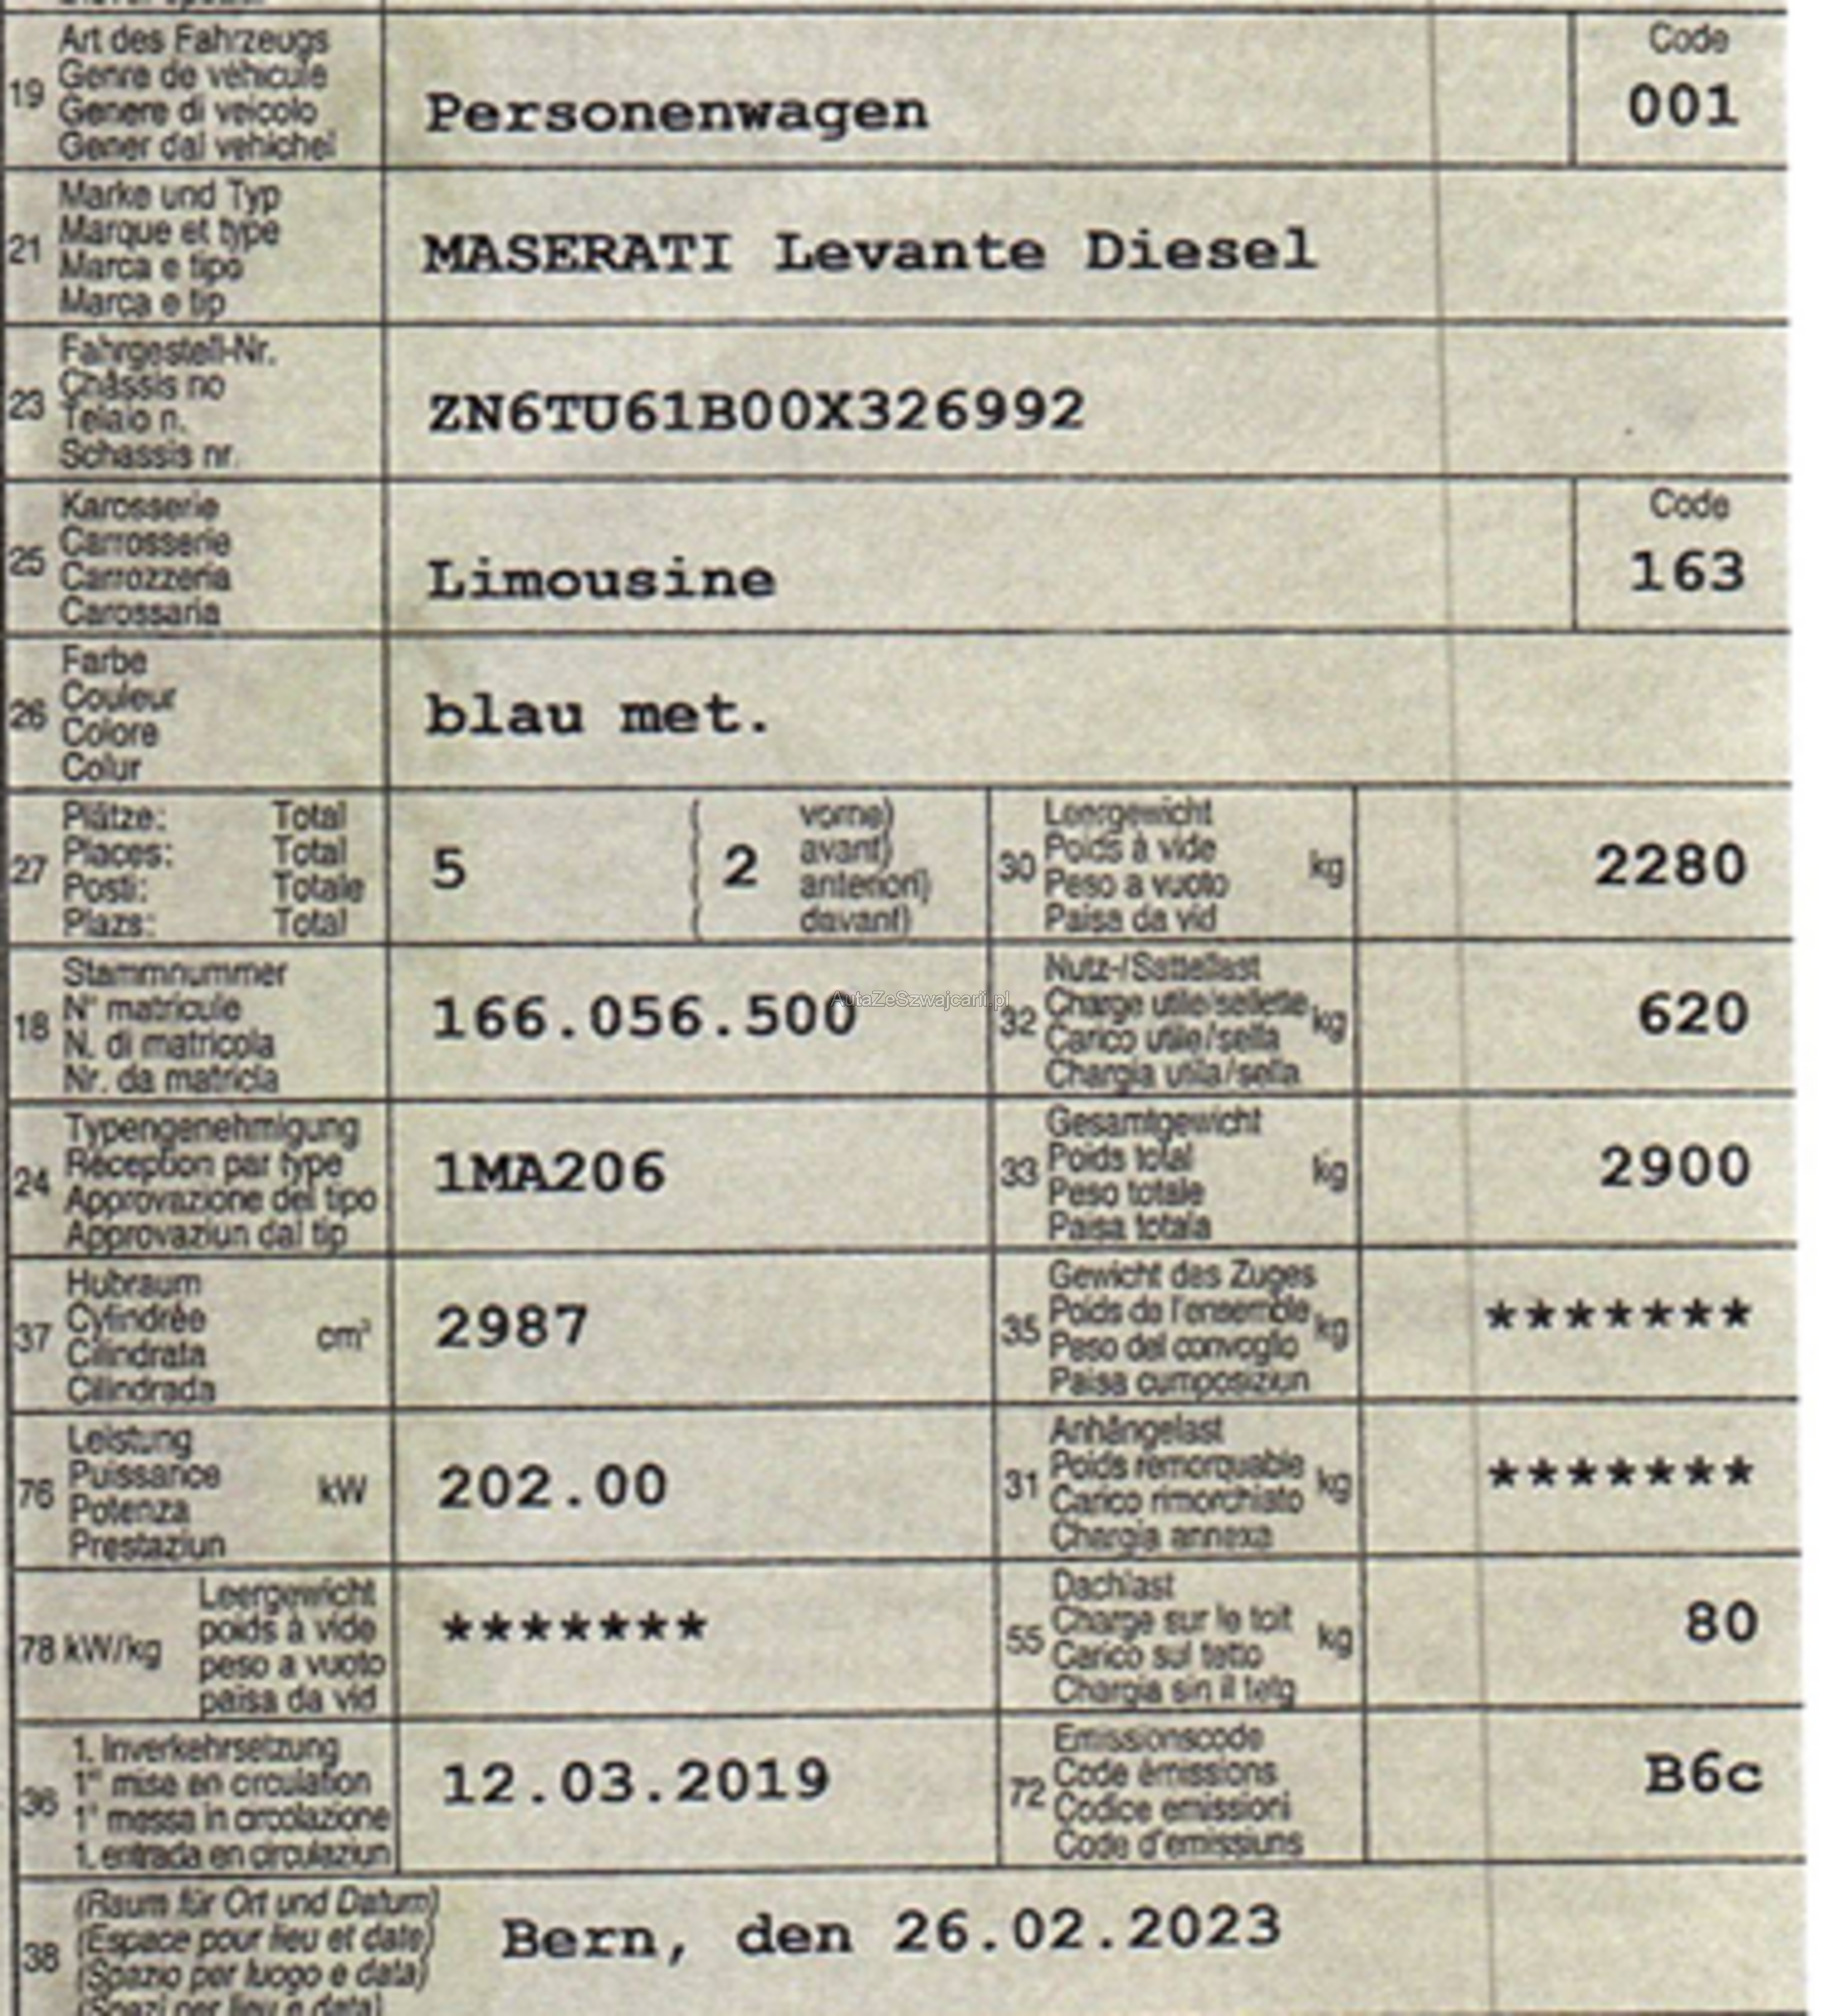 19 Art des Fahrzeugs
Genre de véhicule
Genere di veicolo
Gener dal vehichel
Personenwagen
Code
001
21 Marke und Typ
Marque et type
Marca e tipo
Marca e tip
MASERATI Levante Diesel
23 Fahrgestell-Nr.
Châssis no
Telaio n.
Schassis nr.
ZN6TU61B00X326992
25 Karosserie
Carrosserie
Carrozzeria
Carossaria
Limousine
Code
163
26 Farbe
Couleur
Colore
Colur
blau met.
27 Plätze: Total
Places: Total
Posti: Totale
Plazs: Total
5 ( 2 vorne)
( avant)
( anteriori)
( davant)
30 Leergewicht
Poids à vide kg
Peso a vuoto
Paisa da vid
2280
18 Stammnummer
N° matricule
N. di matricola
Nr. da matricla
166.056.500
AutaZeSzwajcarii.pl
32 Nutz-/Sattellast
Charge utile/sellette kg
Carico utile/sella
Chargia utila/sella
620
24 Typengenehmigung
Réception par type
Approvazione del tipo
Approvaziun dal tip
1MA206
33 Gesamtgewicht
Poids total kg
Peso totale
Paisa totala
2900
37 Hubraum
Cylindrée cm³
Cilindrata
Cilindrada
2987
35 Gewicht des Zuges
Poids de l'ensemble kg
Peso del convoglio
Paisa cumposiziun
*******
76 Leistung
Puissance kW
Potenza
Prestaziun
202.00
31 Anhängelast
Poids remorquable kg
Carico rimorchiato
Chargia annexa
*******
78 kW/kg Leergewicht
poids à vide
peso a vuoto
paisa da vid
*******
55 Dachlast
Charge sur le toit kg
Carico sul tetto
Chargia sin il tetg
80
36 1. Inverkehrsetzung
1re mise en circulation
1a messa in circolazione
1. entrada en circulaziun
12.03.2019
72 Emissionscode
Code émissions
Codice emissioni
Code d'emissiuns
B6c
38 (Raum für Ort und Datum)
(Espace pour lieu et date)
(Spazio per luogo e data)
(Spazi per lieu e data)
Bern, den 26.02.2023